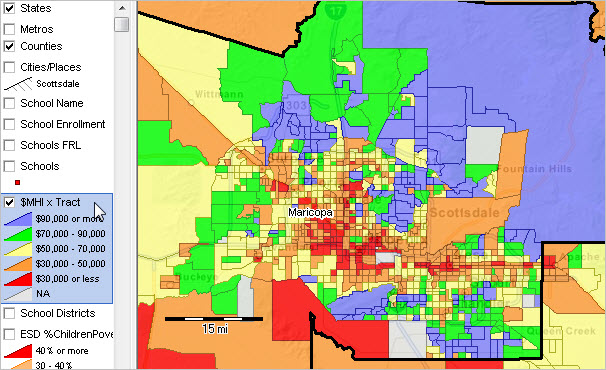 States
Metros
Counties
Cities/Places
Scottsdale
School Name
School Enrollment
Schools FRL
Schools
$MHI x Tract
$90,000 or more
$70,000 - 90,000
$50,000 - 70,000
$30,000 - 50,000
$30,000 or less
NA
School Districts
ESD %ChildrenPove
40% or more
30 - 40%
17
Wittmann
303
Fountain Hills
Maricopa
Scottsdale
Apache
Buckeye
15 mi
Queen Creek